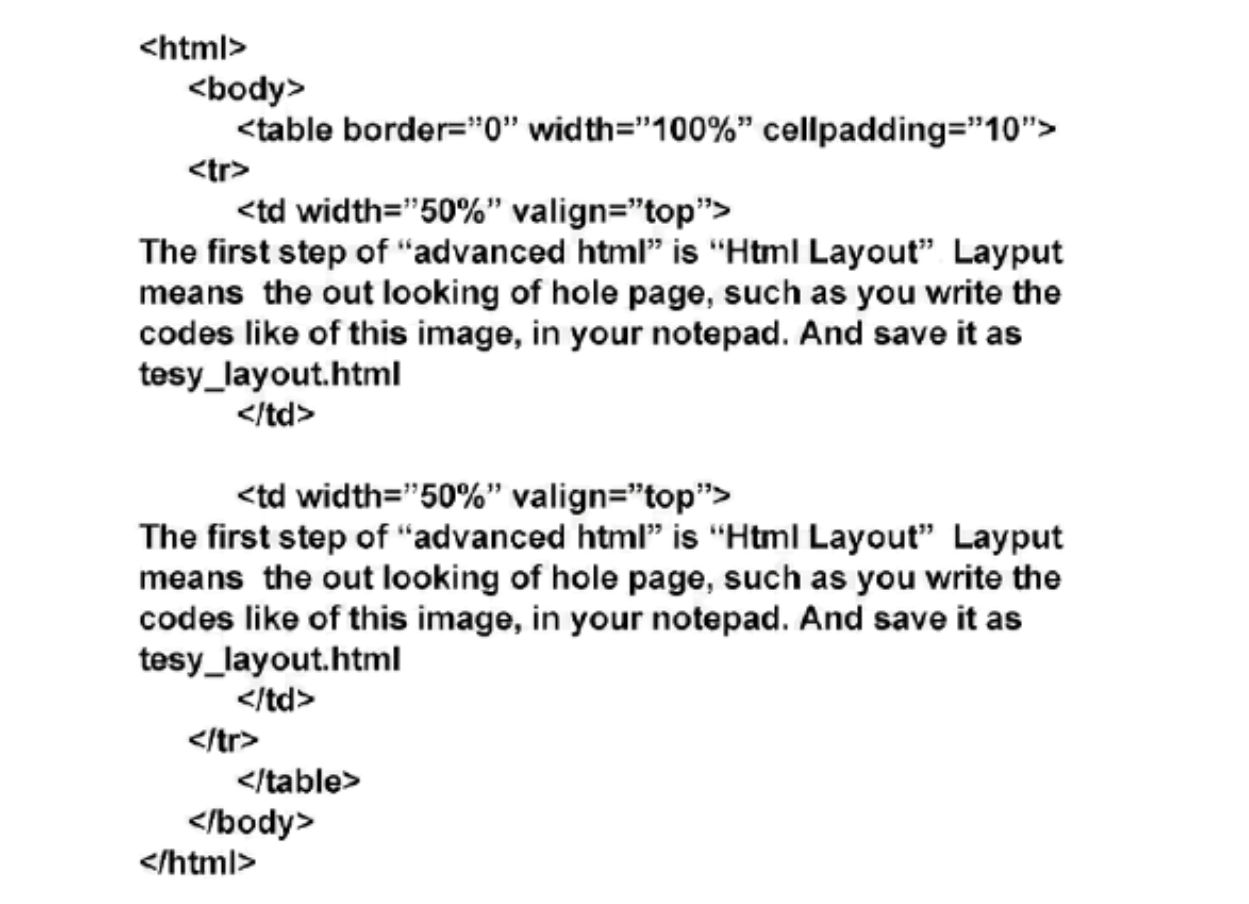 <html>
<body>
<table border=”0” width=”100%” cellpadding=”10”>
<tr>
<td width=”50%” valign=”top”>
The first step of “advanced html” is “Html Layout” Layput
means the out looking of hole page, such as you write the
codes like of this image, in your notepad. And save it as
tesy_layout.html
</td>
<td width=”50%” valign=”top”>
The first step of “advanced html” is “Html Layout” Layput
means the out looking of hole page, such as you write the
codes like of this image, in your notepad. And save it as
tesy_layout.html
</td>
</tr>
</table>
</body>
</html>